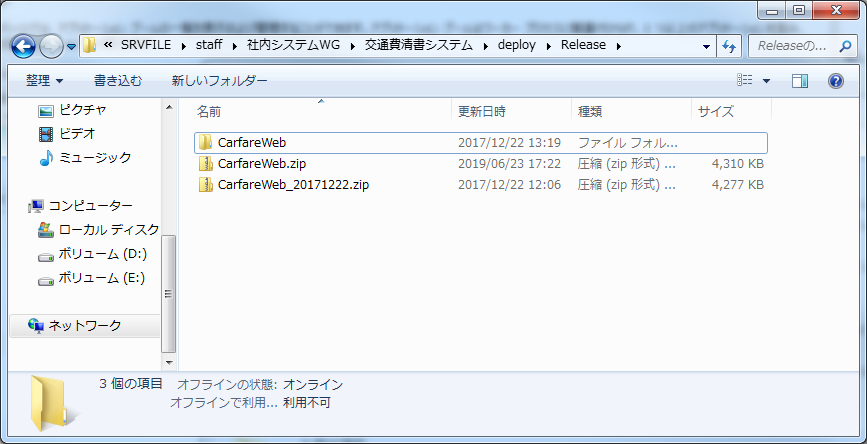 « SRVFILE ▸ staff ▸ 社内システムWG ▸ 交通費清書システム ▸ deploy ▸ Release ▸
Releaseの...
整理 ▼ 書き込む 新しいフォルダー
名前 更新日時 種類 サイズ
CarfareWeb 2017/12/22 13:19 ファイル フォル...
CarfareWeb.zip 2019/06/23 17:22 圧縮 (zip 形式) ... 4,310 KB
CarfareWeb_20171222.zip 2017/12/22 12:06 圧縮 (zip 形式) ... 4,277 KB
ピクチャ
ビデオ
ミュージック
コンピューター
ローカル ディスク
ボリューム (D:)
ボリューム (E:)
ネットワーク
3 個の項目 オフラインの状態: オンライン
オフラインで利用... 利用不可